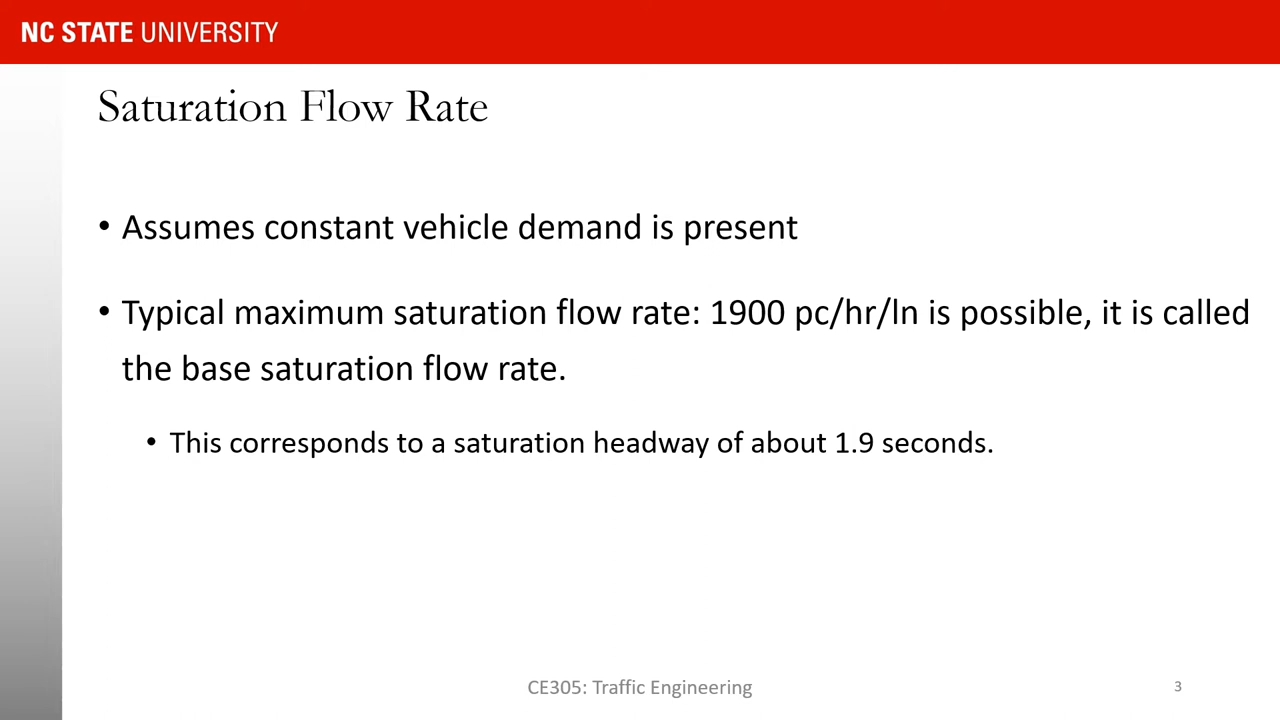 NC STATE UNIVERSITY
Saturation Flow Rate
• Assumes constant vehicle demand is present
• Typical maximum saturation flow rate: 1900 pc/hr/ln is possible, it is called
the base saturation flow rate.
• This corresponds to a saturation headway of about 1.9 seconds.
CE305: Traffic Engineering
3